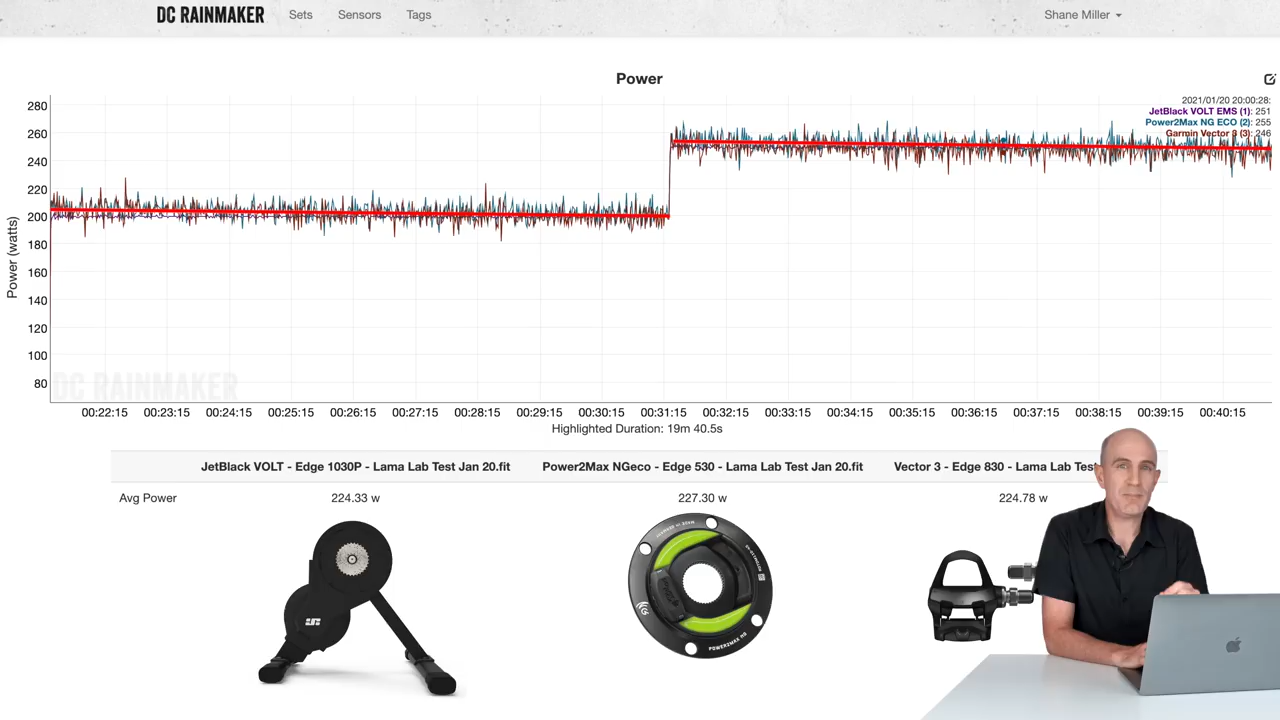 DC RAINMAKER
Sets
Sensors
Tags
Shane Miller
Power
2021/01/20 20:00:28:
JetBlack VOLT EMS (1): 251
Power2Max NG ECO (2): 255
Garmin Vector 3 (3): 246
Power (watts)
280
260
240
220
200
180
160
140
120
100
80
DC RAINMAKER
00:22:15 00:23:15 00:24:15 00:25:15 00:26:15 00:27:15 00:28:15 00:29:15 00:30:15 00:31:15 00:32:15 00:33:15 00:34:15 00:35:15 00:36:15 00:37:15 00:38:15 00:39:15 00:40:15
Highlighted Duration: 19m 40.5s
JetBlack VOLT - Edge 1030P - Lama Lab Test Jan 20.fit Power2Max NGeco - Edge 530 - Lama Lab Test Jan 20.fit Vector 3 - Edge 830 - Lama Lab Test
Avg Power 224.33 w 227.30 w 224.78 w
POWER2MAX NG